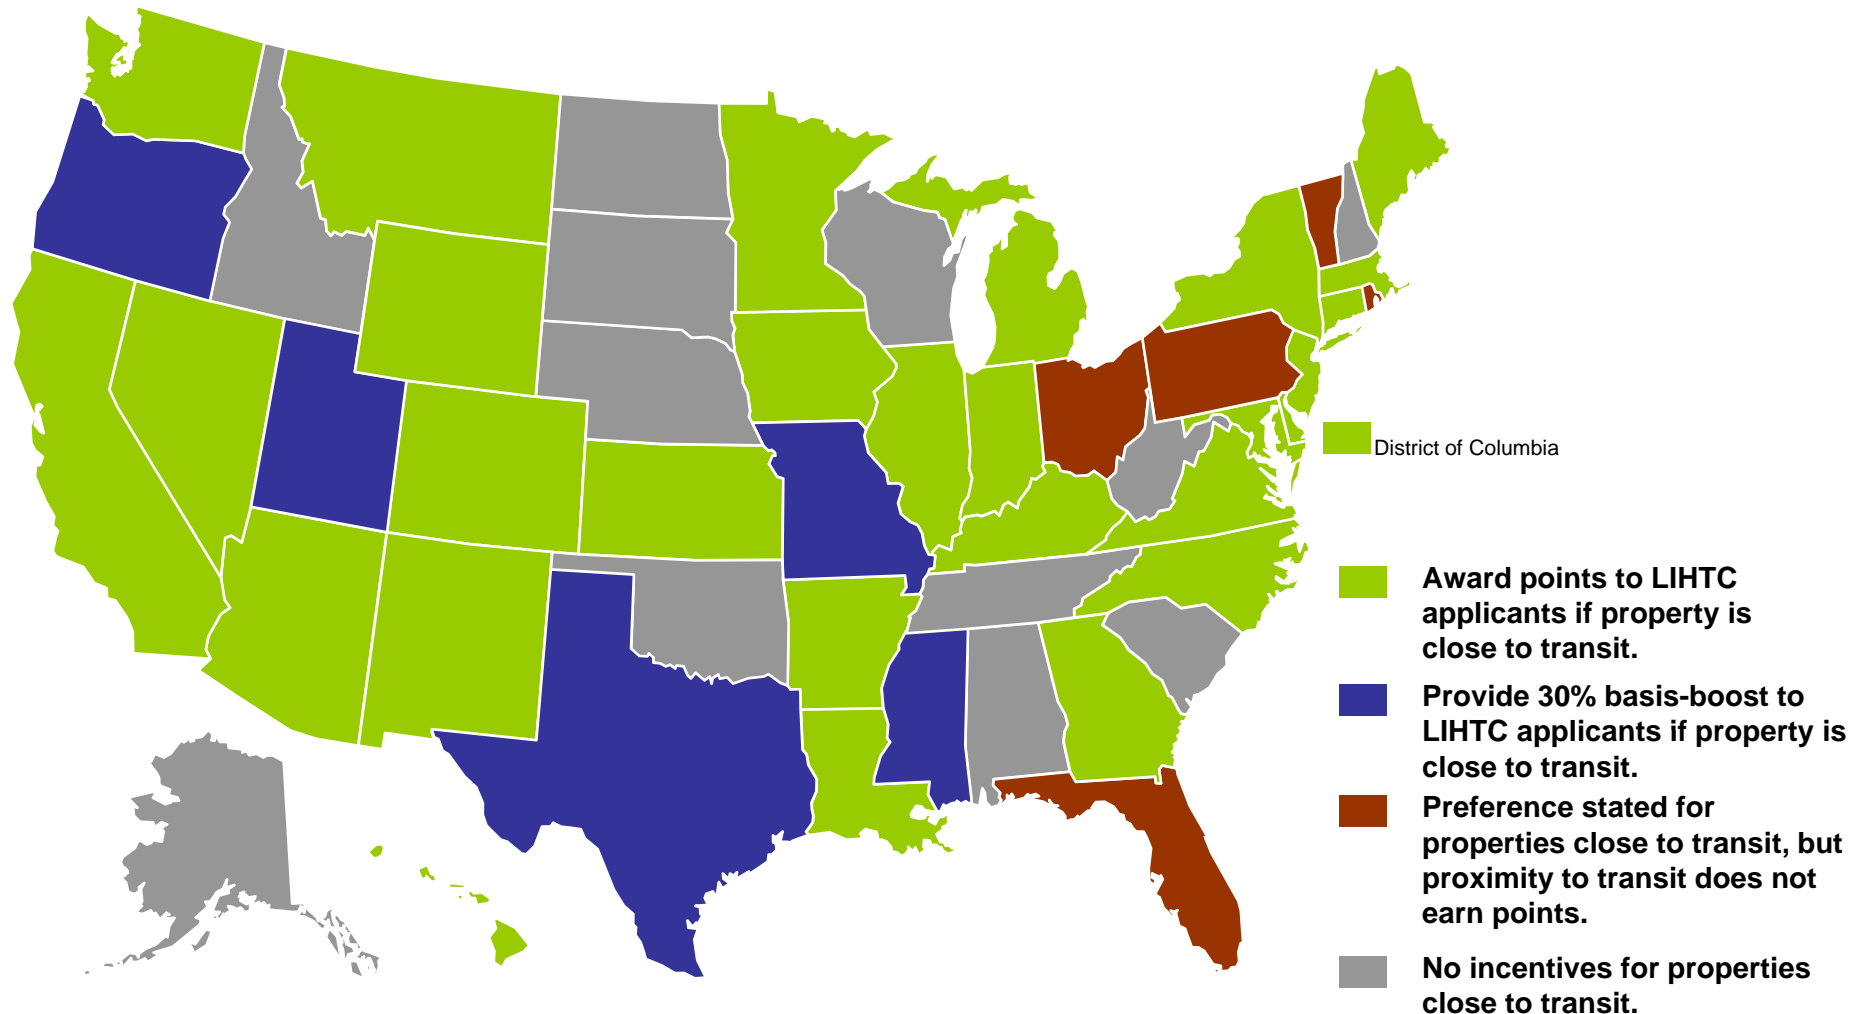 District of Columbia
Award points to LIHTC
applicants if property is
close to transit.
Provide 30% basis-boost to
LIHTC applicants if property is
close to transit.
Preference stated for
properties close to transit, but
proximity to transit does not
earn points.
No incentives for properties
close to transit.